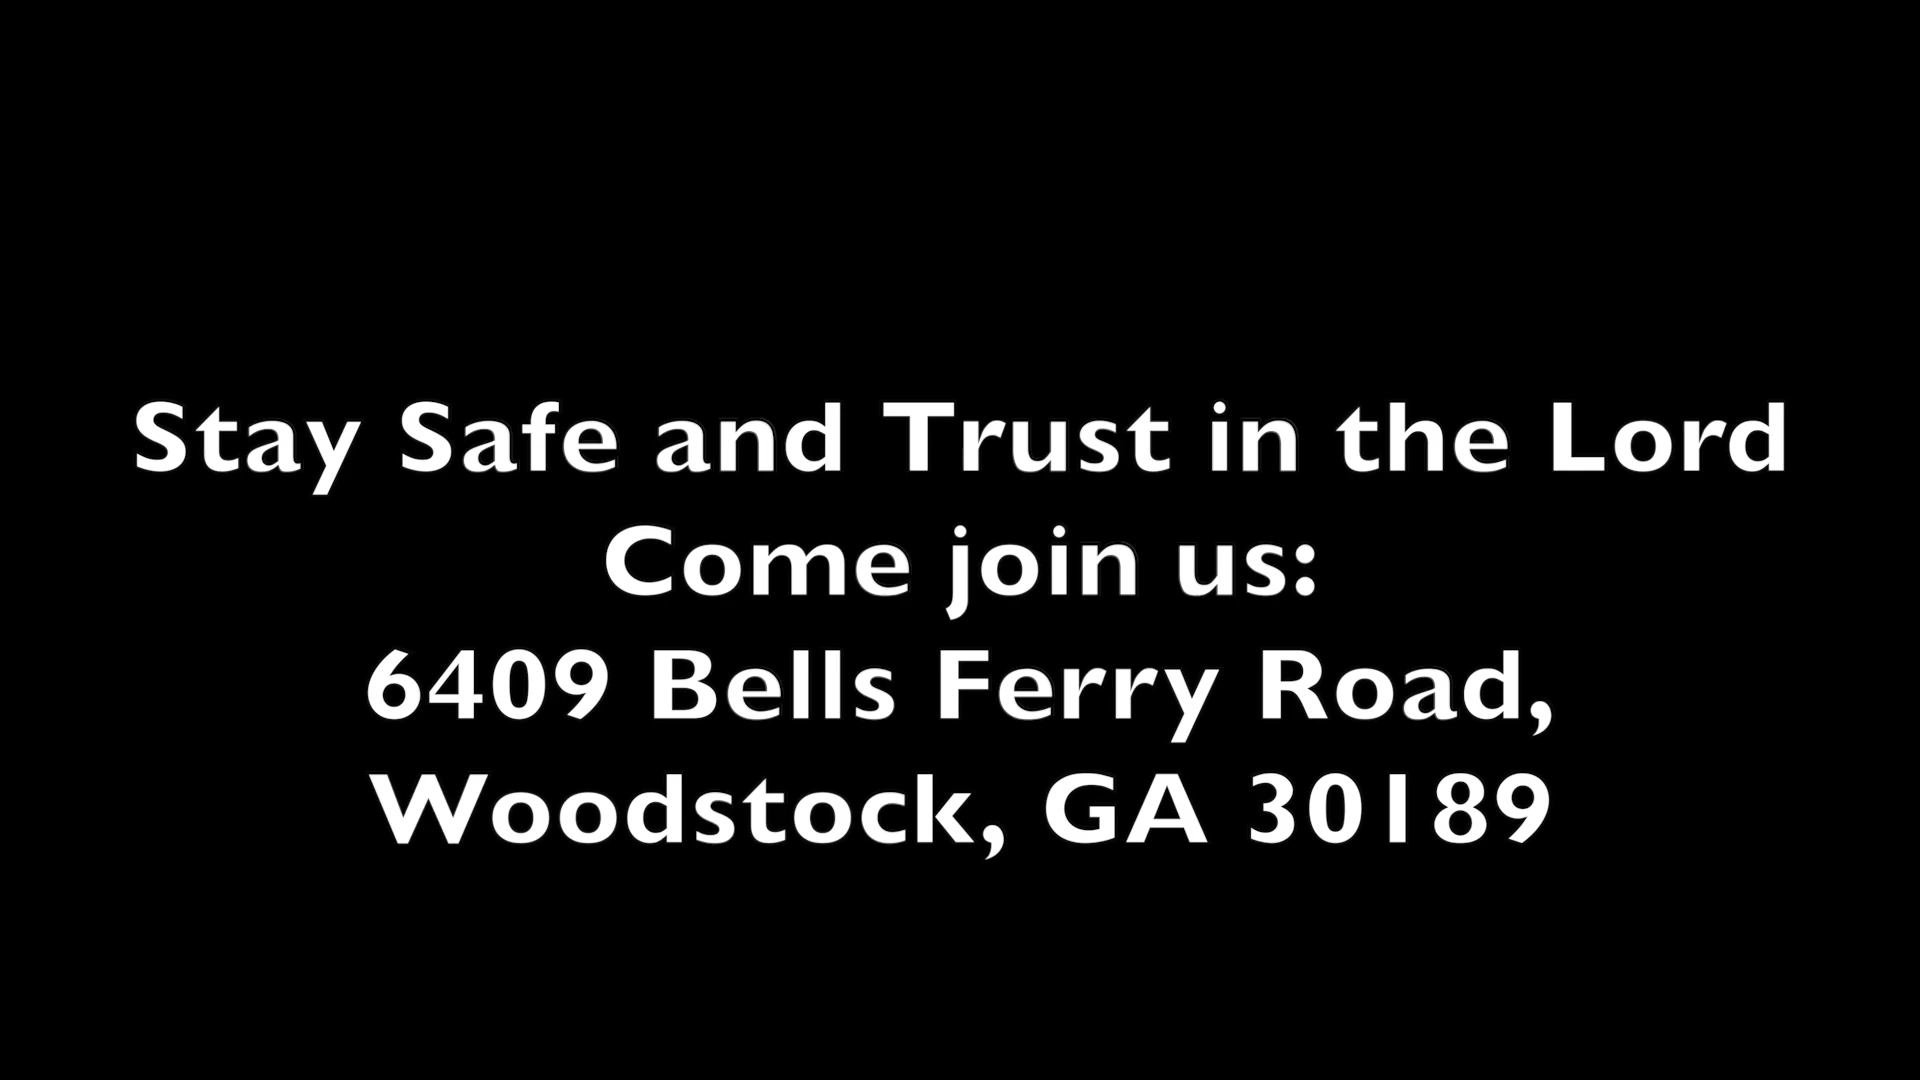 Stay Safe and Trust in the Lord
Come join us:
6409 Bells Ferry Road,
Woodstock, GA 30189